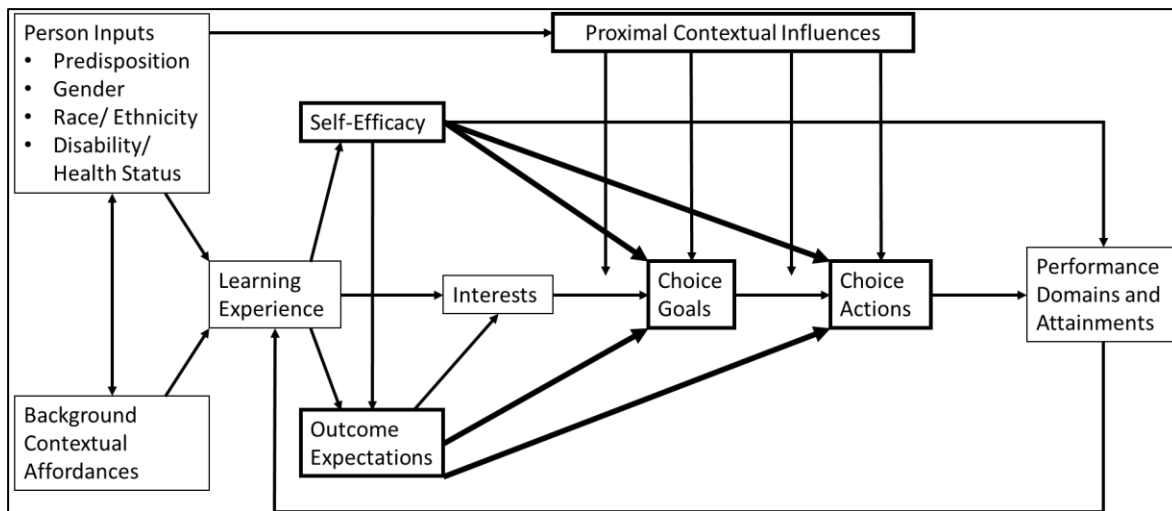 Person Inputs
• Predisposition
• Gender
• Race/ Ethnicity
• Disability/
Health Status
Proximal Contextual Influences
Self-Efficacy
Learning
Experience
Interests
Choice
Goals
Choice
Actions
Performance
Domains and
Attainments
Background
Contextual
Affordances
Outcome
Expectations